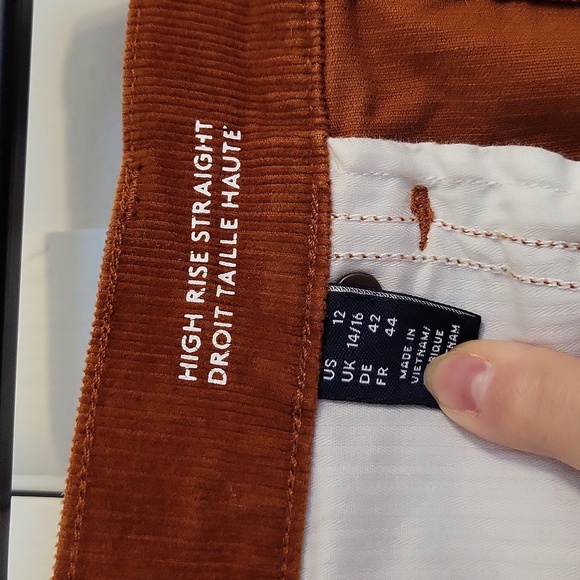 HIGH RISE STRAIGHT
DROIT TAILLE HAUTE
US 12
UK 14/16
DE 42
FR 44
MADE IN
VIETNAM/